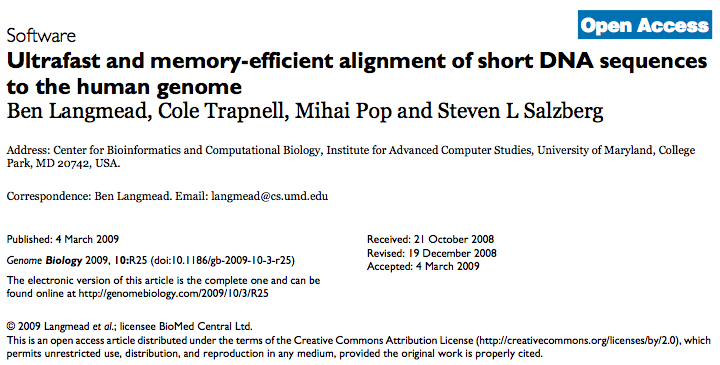 Open Access
Software
Ultrafast and memory-efficient alignment of short DNA sequences
to the human genome
Ben Langmead, Cole Trapnell, Mihai Pop and Steven L Salzberg
Address: Center for Bioinformatics and Computational Biology, Institute for Advanced Computer Studies, University of Maryland, College
Park, MD 20742, USA.
Correspondence: Ben Langmead. Email: langmead@cs.umd.edu
Published: 4 March 2009
Genome Biology 2009, 10:R25 (doi:10.1186/gb-2009-10-3-r25)
The electronic version of this article is the complete one and can be
found online at http://genomebiology.com/2009/10/3/R25
Received: 21 October 2008
Revised: 19 December 2008
Accepted: 4 March 2009
© 2009 Langmead et al.; licensee BioMed Central Ltd.
This is an open access article distributed under the terms of the Creative Commons Attribution License (http://creativecommons.org/licenses/by/2.0), which
permits unrestricted use, distribution, and reproduction in any medium, provided the original work is properly cited.